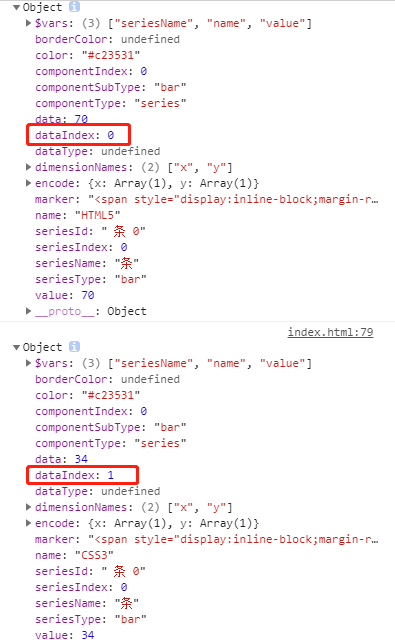 Object i
$vars: (3) ["seriesName", "name", "value"]
borderColor: undefined
color: "#c23531"
componentIndex: 0
componentSubType: "bar"
componentType: "series"
data: 70
dataIndex: 0
dataType: undefined
dimensionNames: (2) ["x", "y"]
encode: {x: Array(1), y: Array(1)}
marker: "<span style="display:inline-block;margin-r…
name: "HTML5"
seriesId: " 条 0"
seriesIndex: 0
seriesName: "条"
seriesType: "bar"
value: 70
__proto__: Object
index.html:79
Object i
$vars: (3) ["seriesName", "name", "value"]
borderColor: undefined
color: "#c23531"
componentIndex: 0
componentSubType: "bar"
componentType: "series"
data: 34
dataIndex: 1
dataType: undefined
dimensionNames: (2) ["x", "y"]
encode: {x: Array(1), y: Array(1)}
marker: "<span style="display:inline-block;margin-r…
name: "CSS3"
seriesId: " 条 0"
seriesIndex: 0
seriesName: "条"
seriesType: "bar"
value: 34